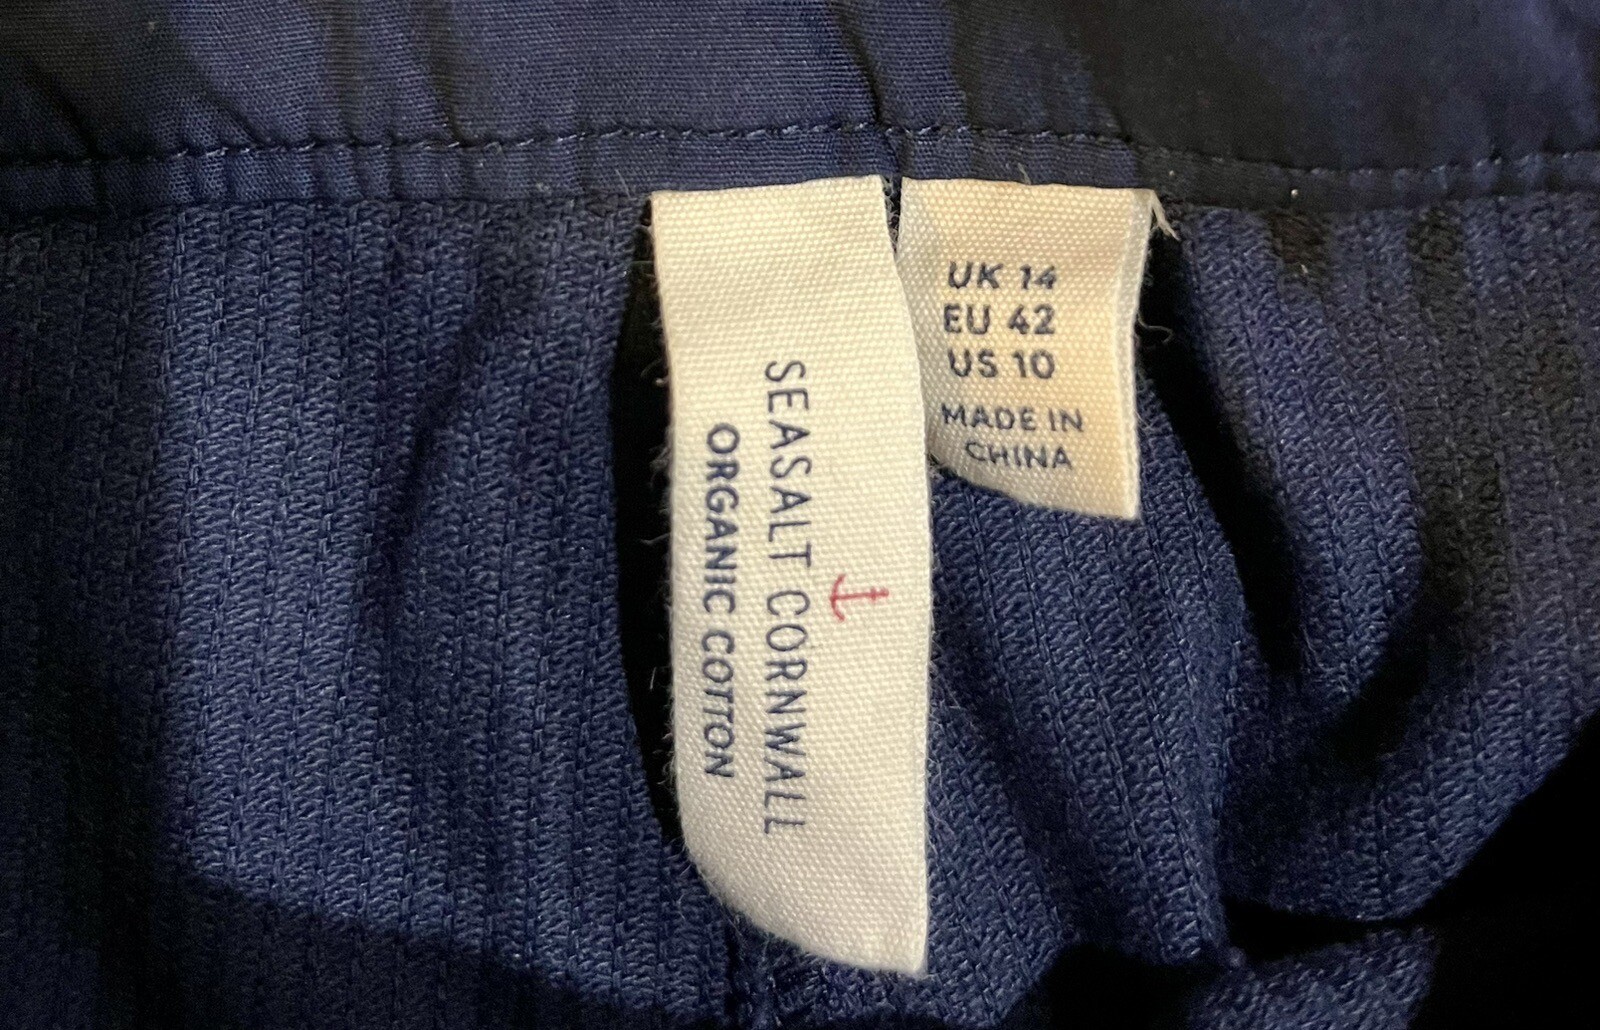 SEASALT CORNWALL
ORGANIC COTTON
UK 14
EU 42
US 10
MADE IN
CHINA